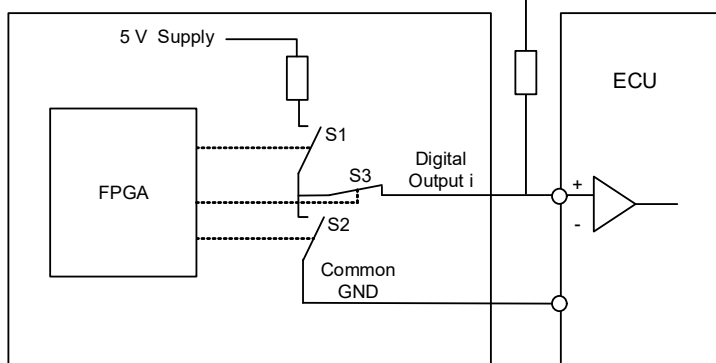 5 V Supply
ECU
S1
Digital
Output i
S3
FPGA
+
-
S2
Common
GND